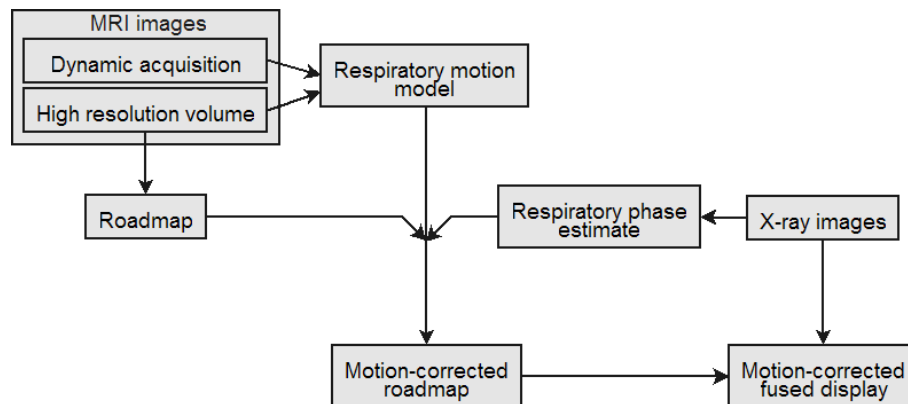 MRI images
Dynamic acquisition
High resolution volume
Respiratory motion
model
Roadmap
Respiratory phase
estimate
X-ray images
Motion-corrected
roadmap
Motion-corrected
fused display